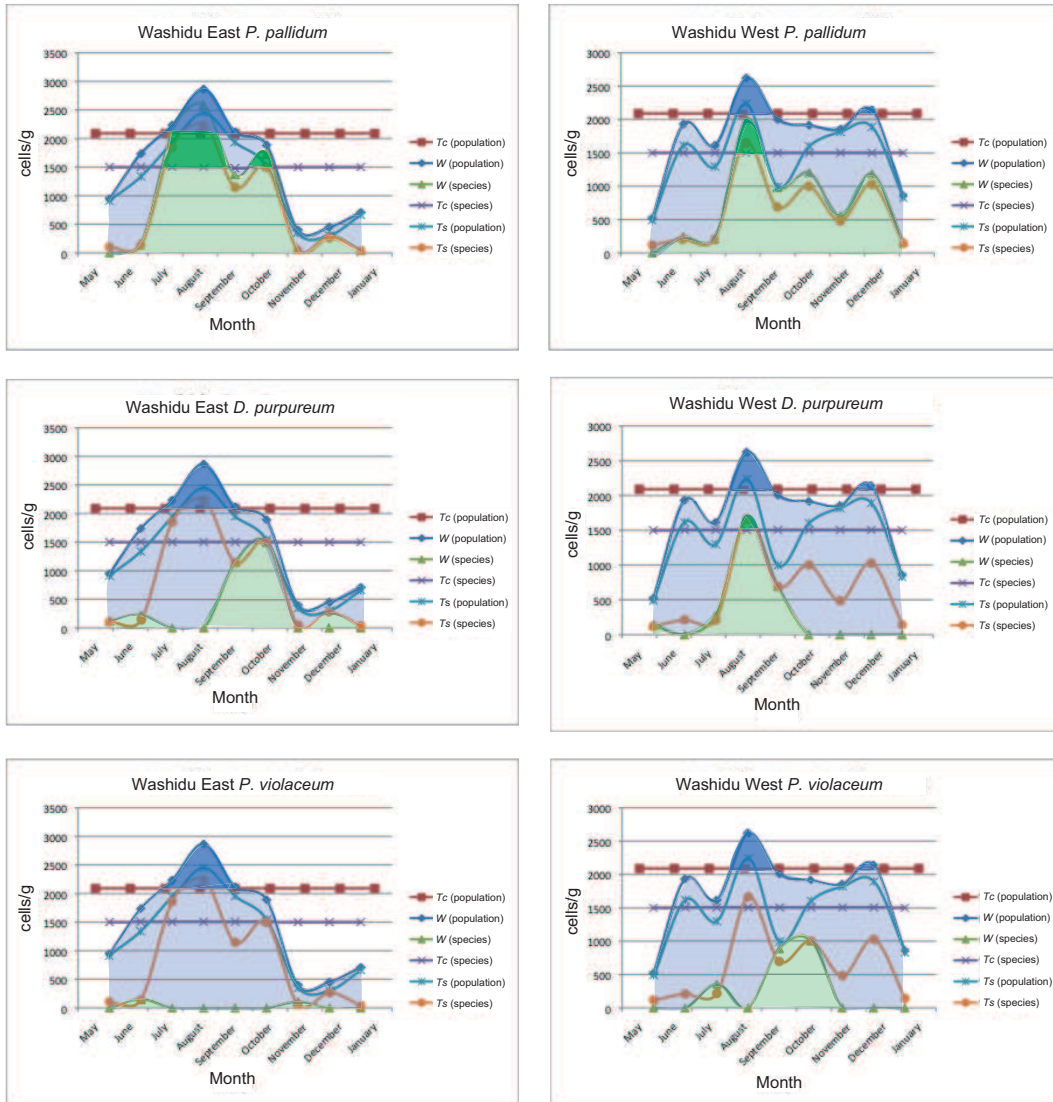 Washidu East P. pallidum
3500
3000
2500
2000
1500
1000
500
0
cells/g
May
June
July
August
September
October
November
December
January
Month
Tc (population)
W (population)
W (species)
Tc (species)
Ts (population)
Ts (species)
Washidu West P. pallidum
3000
2500
2000
1500
1000
500
0
cells/g
May
June
July
August
September
October
November
December
January
Month
Tc (population)
W (population)
W (species)
Tc (species)
Ts (population)
Ts (species)
Washidu East D. purpureum
3500
3000
2500
2000
1500
1000
500
0
cells/g
May
June
July
August
September
October
November
December
January
Month
Tc (population)
W (population)
W (species)
Tc (species)
Ts (population)
Ts (species)
Washidu West D. purpureum
3000
2500
2000
1500
1000
500
0
cells/g
May
June
July
August
September
October
November
December
January
Month
Tc (population)
W (population)
W (species)
Tc (species)
Ts (population)
Ts (species)
Washidu East P. violaceum
3500
3000
2500
2000
1500
1000
500
0
cells/g
May
June
July
August
September
October
November
December
January
Month
Tc (population)
W (population)
W (species)
Tc (species)
Ts (population)
Ts (species)
Washidu West P. violaceum
3000
2500
2000
1500
1000
500
0
cells/g
May
June
July
August
September
October
November
December
January
Month
Tc (population)
W (population)
W (species)
Tc (species)
Ts (population)
Ts (species)